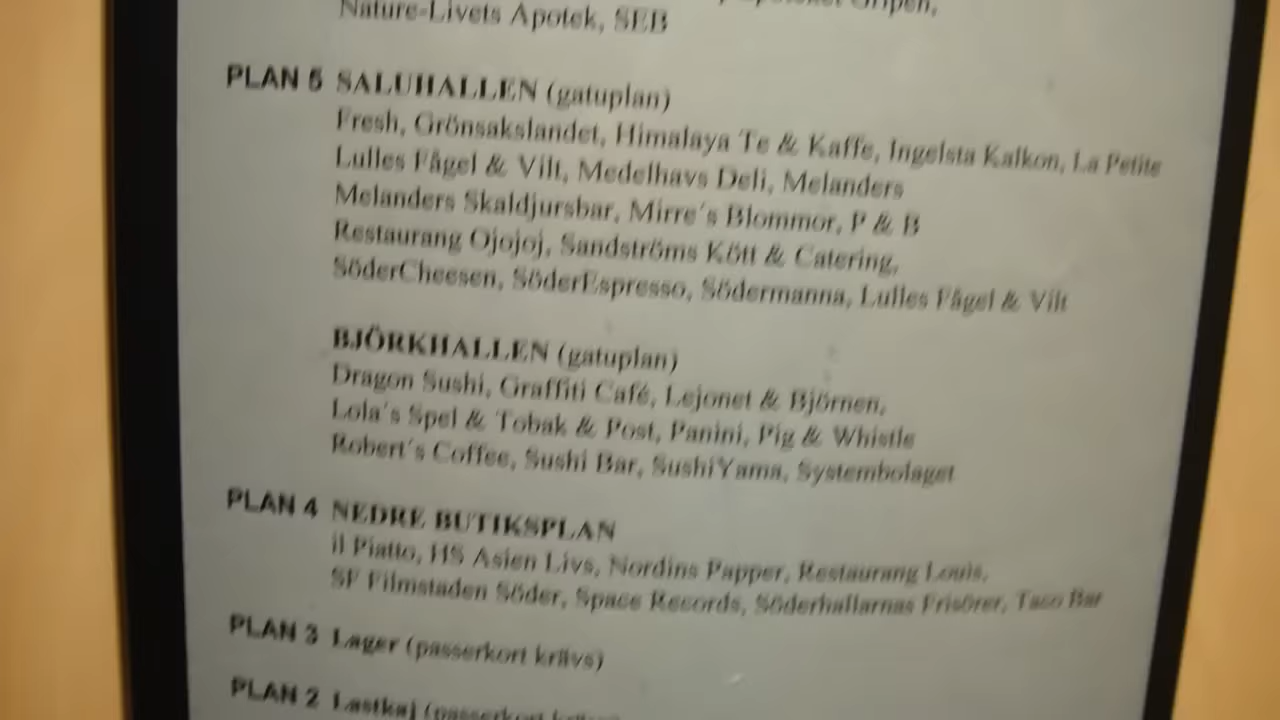 Nature-Livets Apotek, SEB
PLAN 5 SALUHALLEN (gatuplan)
Fresh, Grönsakslandet, Himalaya Te & Kaffe, Ingelsta Kalkon, La Petite
Lulles Fågel & Vilt, Medelhavs Deli, Melanders
Melanders Skaldjursbar, Mirre´s Blommor, P & B
Restaurang Ojojoj, Sandströms Kött & Catering,
SöderCheesen, SöderEspresso, Södermanna, Lulles Fågel & Vilt
BJÖRKHALLEN (gatuplan)
Dragon Sushi, Graffiti Café, Lejonet & Björnen,
Lola´s Spel & Tobak & Post, Panini, Pig & Whistle
Robert´s Coffee, Sushi Bar, SushiYama, Systembolaget
PLAN 4 NEDRE BUTIKSPLAN
il Piatto, HS Asien Livs, Nordins Papper, Restaurang Louis,
SF Filmstaden Söder, Space Records, Söderhallarnas Frisörer, Taco Bar
PLAN 3 Lager (passerkort krävs)
PLAN 2 Lastkaj (passerkort